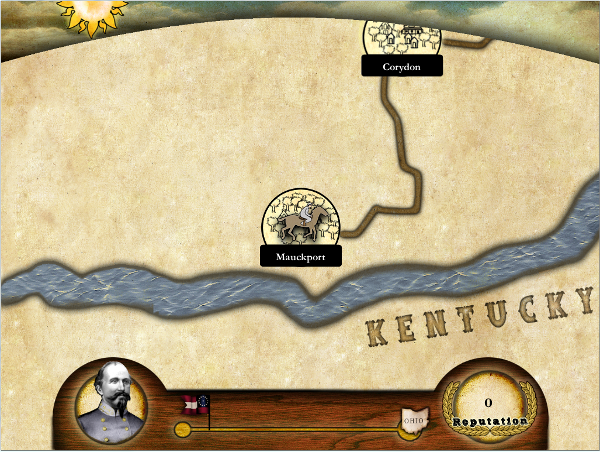 Corydon
Mauckport
KENTUCKY
OHIO
0
Reputation